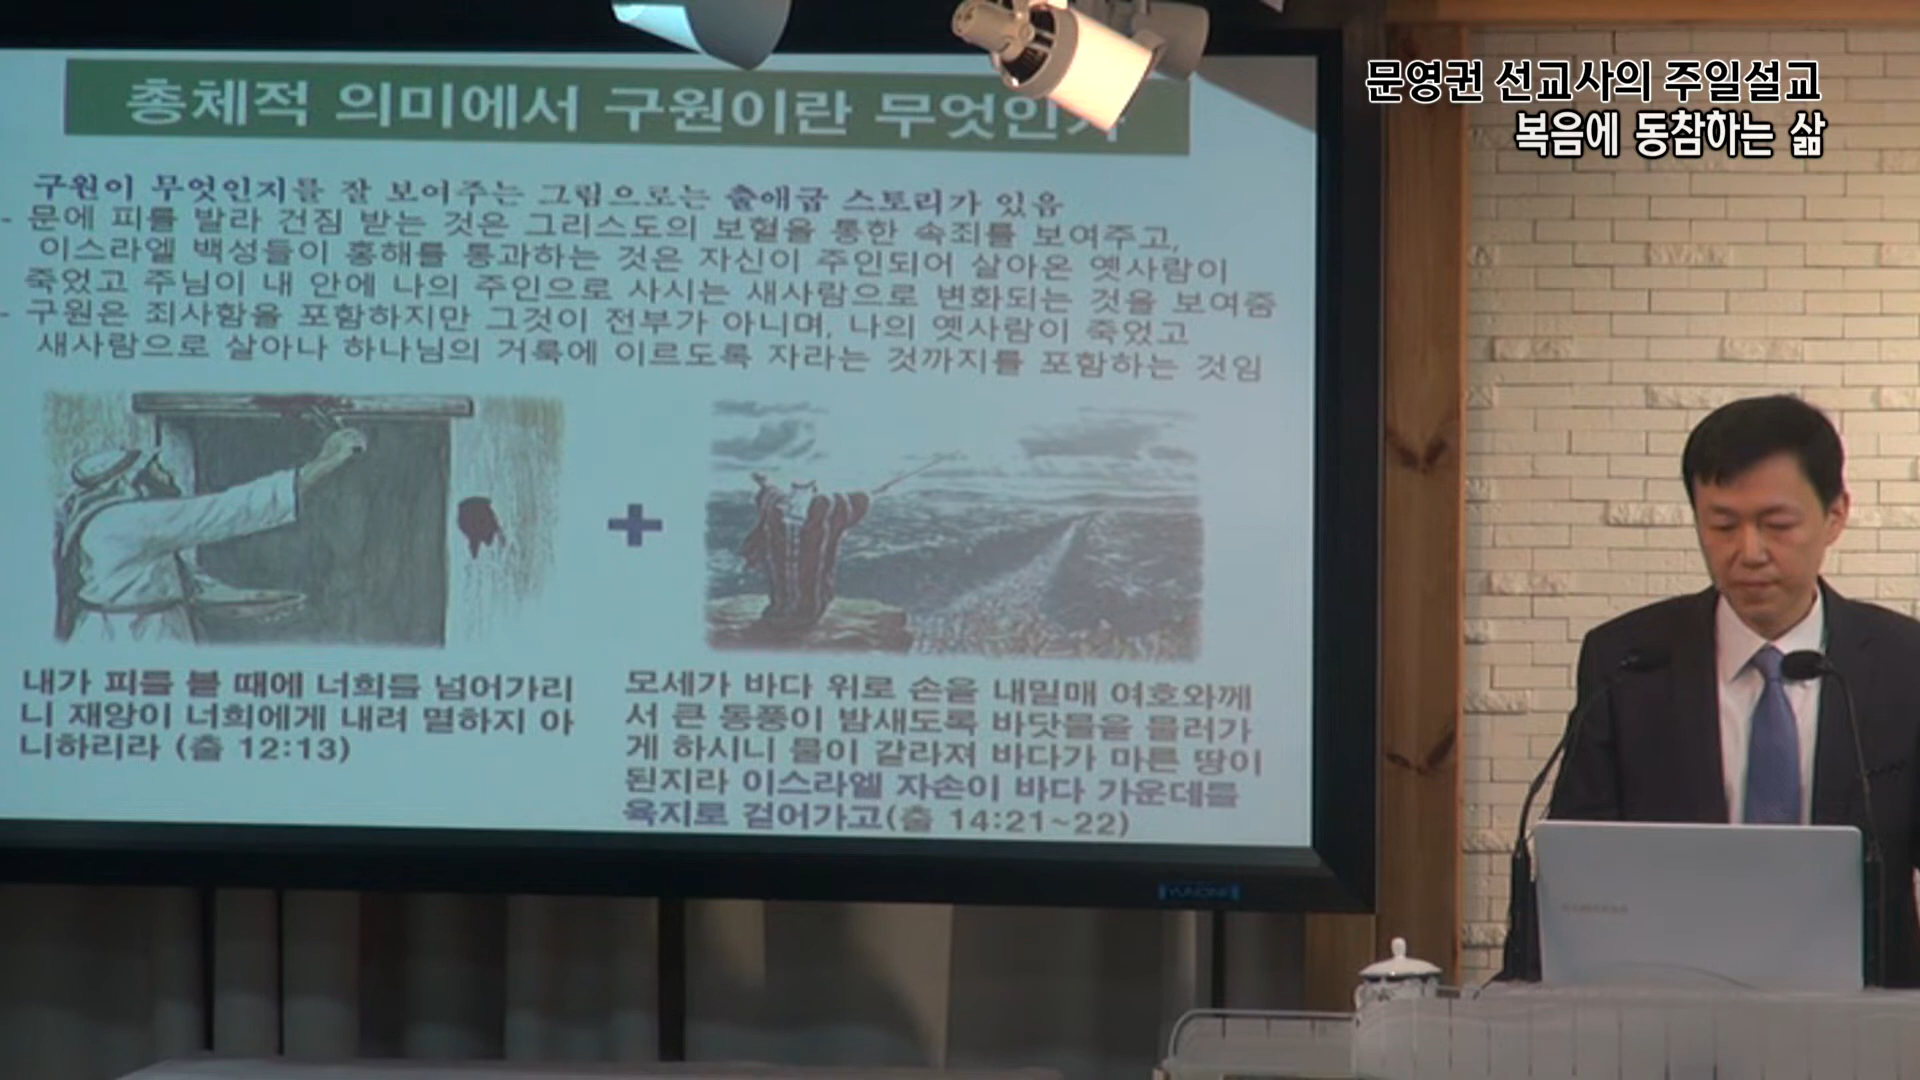 문영권 선교사의 주일설교
복음에 동참하는 삶
총체적 의미에서 구원이란 무엇인가
구원이 무엇인지를 잘 보여주는 그림으로는 출애굽 스토리가 있음
- 문에 피를 발라 건짐 받는 것은 그리스도의 보혈을 통한 속죄를 보여주고,
이스라엘 백성들이 홍해를 통과하는 것은 자신이 주인되어 살아온 옛사람이
죽었고 주님이 내 안에 나의 주인으로 사시는 새사람으로 변화되는 것을 보여줌
- 구원은 죄사함을 포함하지만 그것이 전부가 아니며, 나의 옛사람이 죽었고
새사람으로 살아나 하나님의 거룩에 이르도록 자라는 것까지를 포함하는 것임
+
내가 피를 볼 때에 너희를 넘어가리
니 재앙이 너희에게 내려 멸하지 아
니하리라 (출 12:13)
모세가 바다 위로 손을 내밀매 여호와께
서 큰 동풍이 밤새도록 바닷물을 물러가
게 하시니 물이 갈라져 바다가 마른 땅이
된지라 이스라엘 자손이 바다 가운데를
육지로 걸어가고(출 14:21~22)